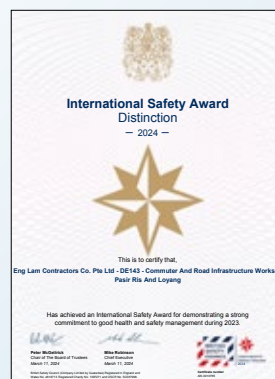 International Safety Award
Distinction
— 2024 —
This is to certify that,
Eng Lam Contractors Co. Pte Ltd - DE143 - Commuter And Road Infrastructure Works
Pasir Ris And Loyang
Has achieved an International Safety Award for demonstrating a strong
commitment to good health and safety management during 2023.
Peter McGettrick
Chair of The Board of Trustees
March 17, 2024
Mike Robinson
Chief Executive
March 17, 2024